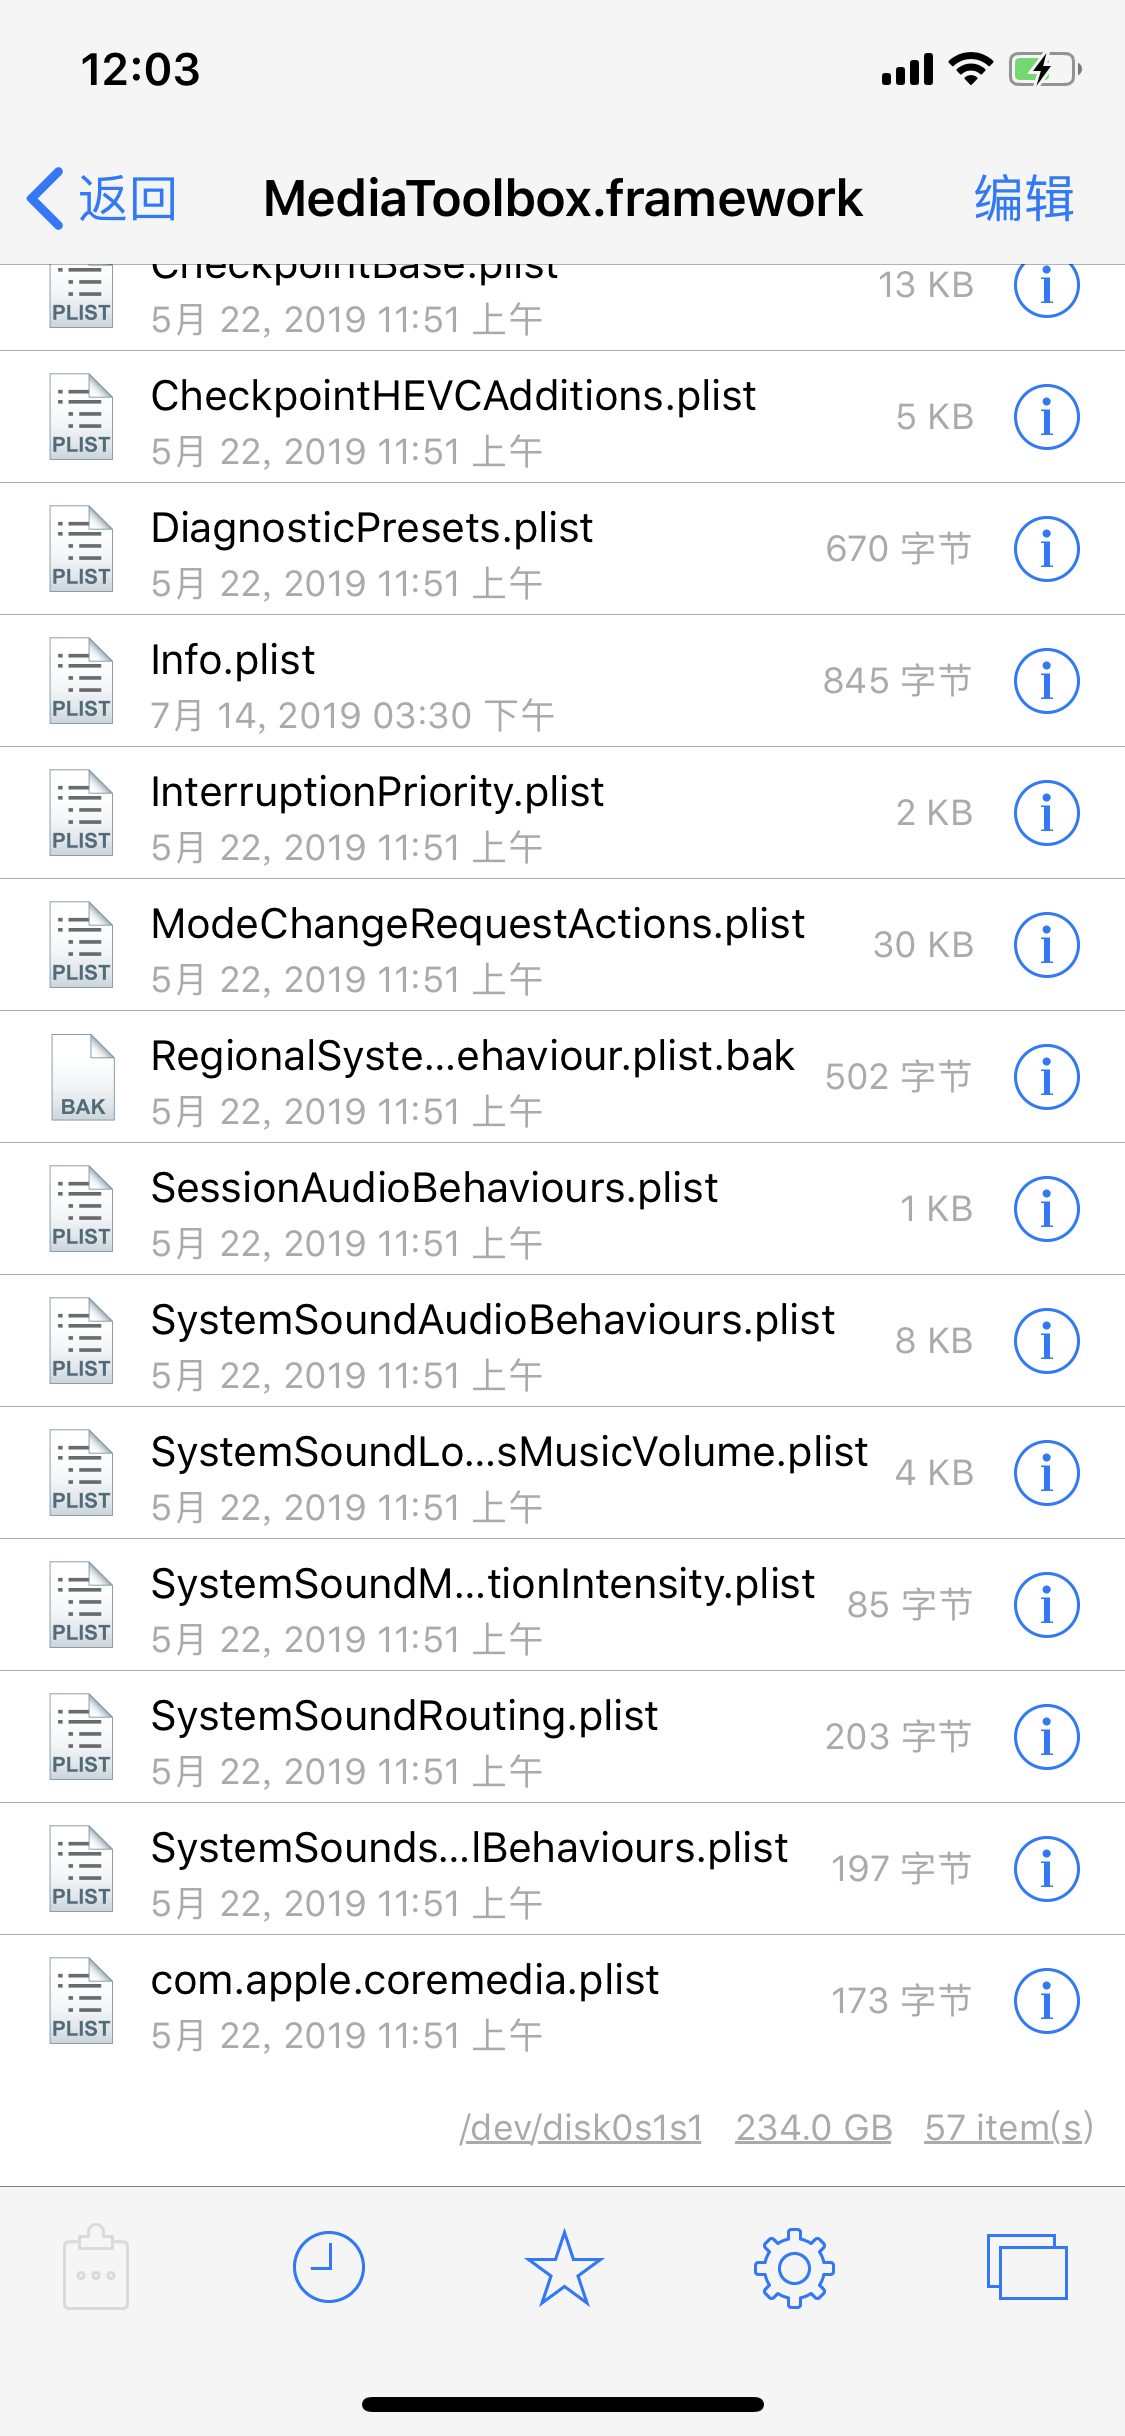 12:03
返回
MediaToolbox.framework
编辑
CheckpointBase.plist
13 KB
PLIST
5月 22, 2019 11:51 上午
CheckpointHEVCAdditions.plist
5 KB
PLIST
5月 22, 2019 11:51 上午
DiagnosticPresets.plist
670 字节
PLIST
5月 22, 2019 11:51 上午
Info.plist
845 字节
PLIST
7月 14, 2019 03:30 下午
InterruptionPriority.plist
2 KB
PLIST
5月 22, 2019 11:51 上午
ModeChangeRequestActions.plist
30 KB
PLIST
5月 22, 2019 11:51 上午
RegionalSyste...ehaviour.plist.bak
502 字节
BAK
5月 22, 2019 11:51 上午
SessionAudioBehaviours.plist
1 KB
PLIST
5月 22, 2019 11:51 上午
SystemSoundAudioBehaviours.plist
8 KB
PLIST
5月 22, 2019 11:51 上午
SystemSoundLo...sMusicVolume.plist
4 KB
PLIST
5月 22, 2019 11:51 上午
SystemSoundM...tionIntensity.plist
85 字节
PLIST
5月 22, 2019 11:51 上午
SystemSoundRouting.plist
203 字节
PLIST
5月 22, 2019 11:51 上午
SystemSounds...lBehaviours.plist
197 字节
PLIST
5月 22, 2019 11:51 上午
com.apple.coremedia.plist
173 字节
PLIST
5月 22, 2019 11:51 上午
/dev/disk0s1s1 234.0 GB 57 item(s)